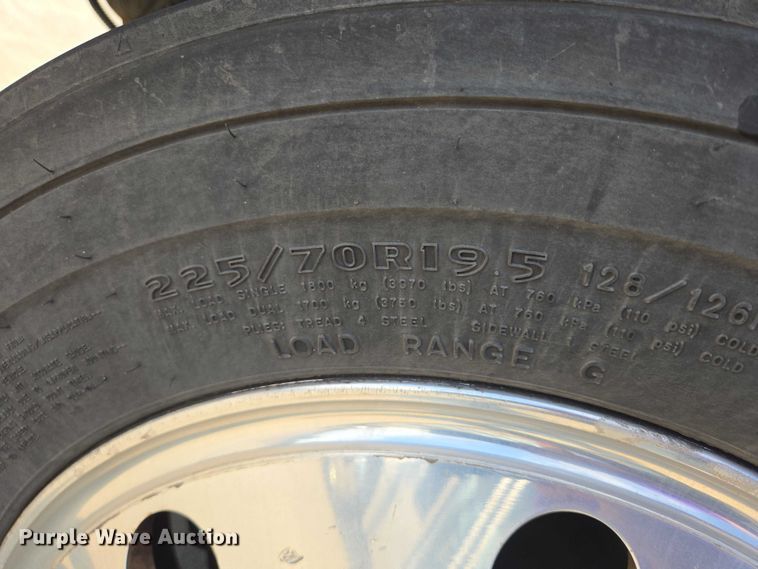 225/70R19.5 128/126
MAX. LOAD SINGLE 1800 kg (3970 lbs) AT 760 kPa (110 psi) COLD
MAX. LOAD DUAL 1700 kg (3750 lbs) AT 760 kPa (110 psi) COLD
PLIES: TREAD 4 STEEL SIDEWALL 1 STEEL
LOAD RANGE G
Purple Wave Auction